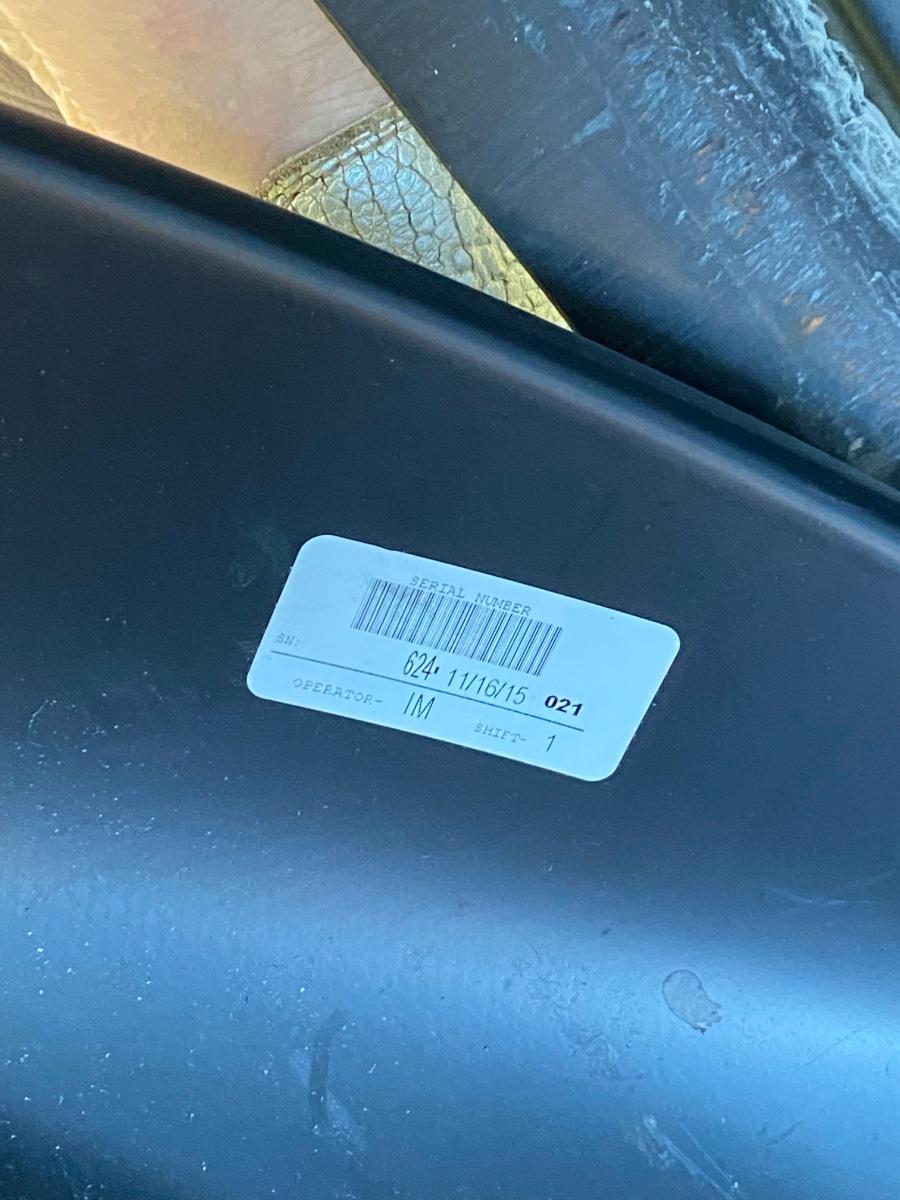 SERIAL NUMBER
SN:
624' 11/16/15 021
OPERATOR- IM
SHIFT- 1